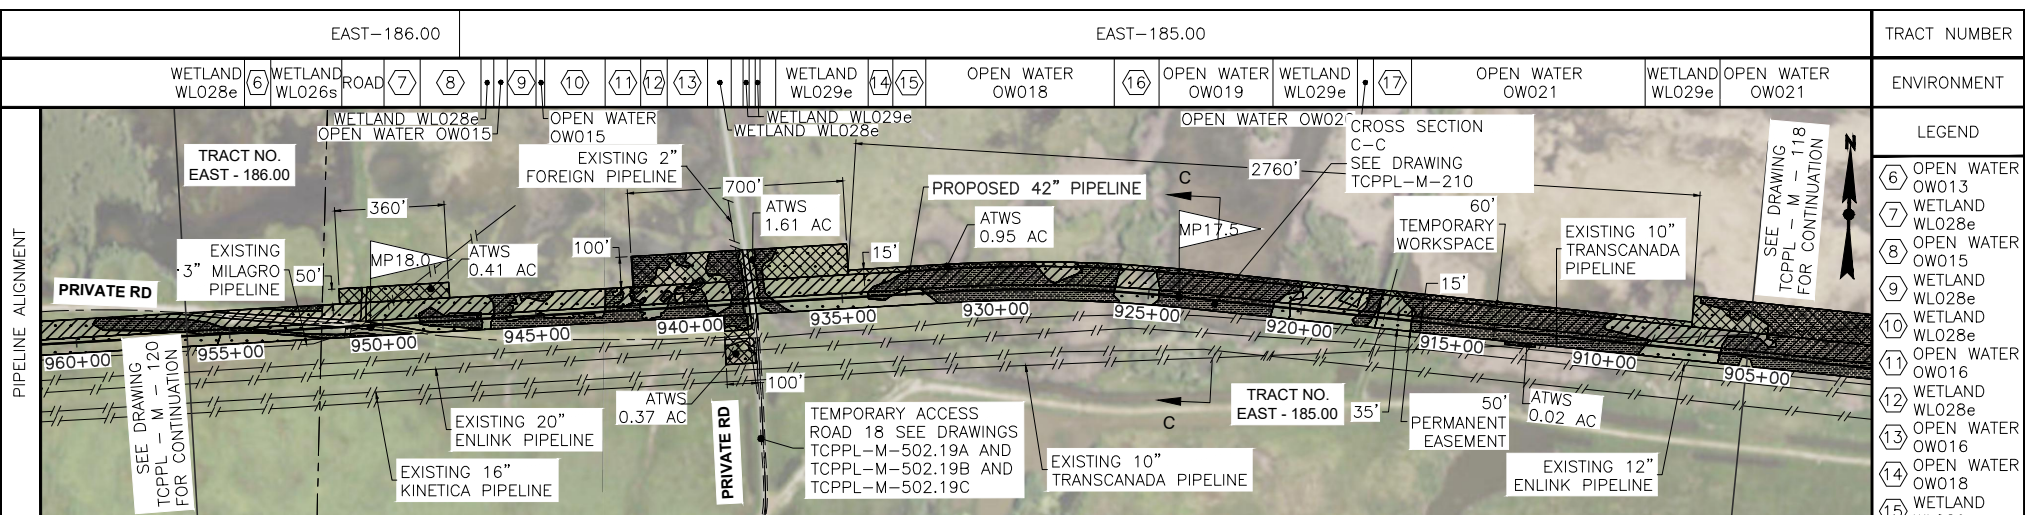 EAST-186.00
EAST-185.00
TRACT NUMBER
WETLAND
WL028e
6
WETLAND
WL026s
ROAD
7
8
9
10
11
12
13
WETLAND
WL029e
14
15
OPEN WATER
OW018
16
OPEN WATER
OW019
WETLAND
WL029e
17
OPEN WATER
OW021
WETLAND
WL029e
OPEN WATER
OW021
ENVIRONMENT
WETLAND WL028e
OPEN WATER OW015
OPEN WATER
OW015
WETLAND WL029e
WETLAND WL028e
OPEN WATER OW020
PIPELINE ALIGNMENT
TRACT NO.
EAST - 186.00
EXISTING 2"
FOREIGN PIPELINE
700'
360'
ATWS
1.61 AC
PROPOSED 42" PIPELINE
ATWS
0.95 AC
2760'
C
CROSS SECTION
C-C
SEE DRAWING
TCPPL-M-210
SEE DRAWING
TCPPL - M - 118
FOR CONTINUATION
N
EXISTING
3" MILAGRO
PIPELINE
50'
MP18.0
ATWS
0.41 AC
100'
15'
MP17.5
60'
TEMPORARY
WORKSPACE
EXISTING 10"
TRANSCANADA
PIPELINE
15'
PRIVATE RD
960+00
955+00
950+00
945+00
940+00
935+00
930+00
925+00
920+00
915+00
910+00
905+00
SEE DRAWING
TCPPL - M - 120
FOR CONTINUATION
EXISTING 20"
ENLINK PIPELINE
EXISTING 16"
KINETICA PIPELINE
ATWS
0.37 AC
100'
PRIVATE RD
TEMPORARY ACCESS
ROAD 18 SEE DRAWINGS
TCPPL-M-502.19A AND
TCPPL-M-502.19B AND
TCPPL-M-502.19C
EXISTING 10"
TRANSCANADA PIPELINE
C
TRACT NO.
EAST - 185.00
35'
50'
PERMANENT
EASEMENT
ATWS
0.02 AC
EXISTING 12"
ENLINK PIPELINE
LEGEND
6 OPEN WATER
OW013
7 WETLAND
WL028e
8 OPEN WATER
OW015
9 WETLAND
WL028e
10 WETLAND
WL028e
11 OPEN WATER
OW016
12 WETLAND
WL028e
13 OPEN WATER
OW016
14 OPEN WATER
OW018
15 WETLAND